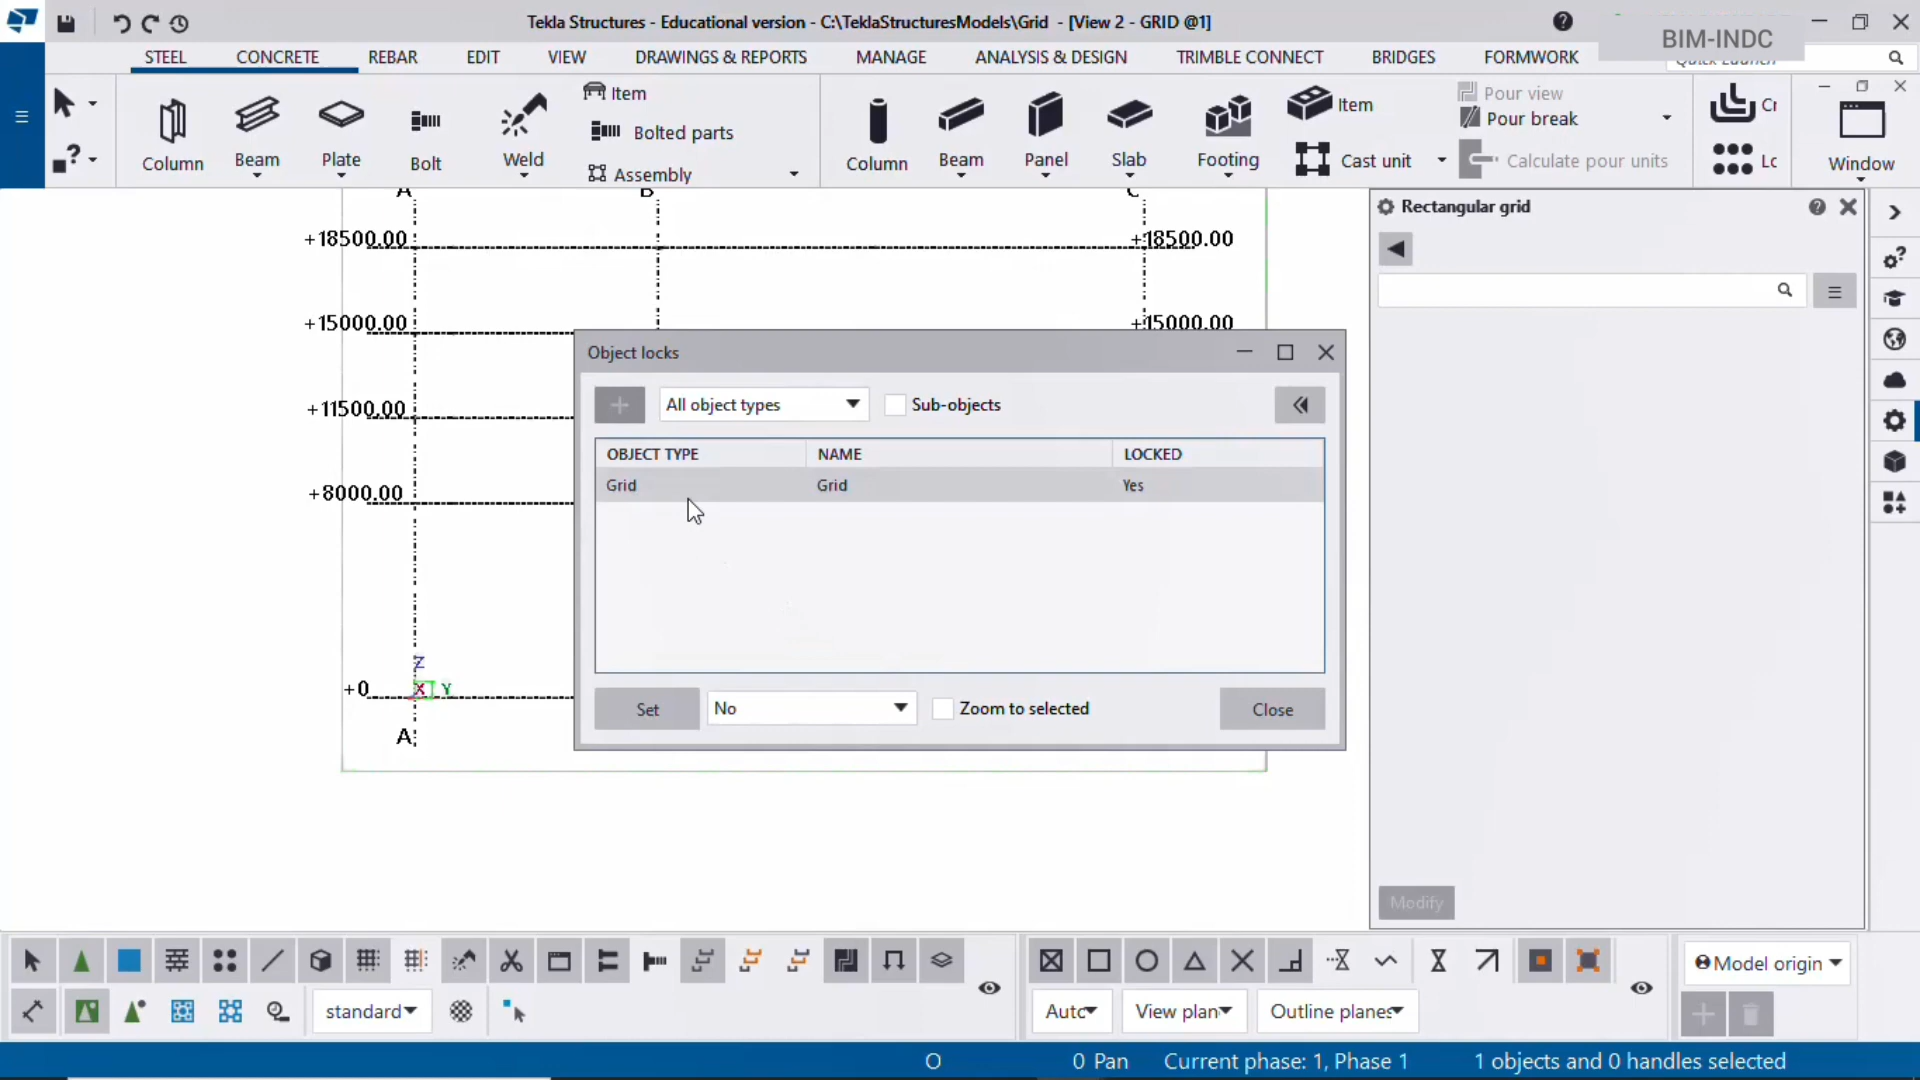 Tekla Structures - Educational version - C:\TeklaStructuresModels\Grid - [View 2 - GRID @1]
BIM-INDC
STEEL CONCRETE REBAR EDIT VIEW DRAWINGS & REPORTS MANAGE ANALYSIS & DESIGN TRIMBLE CONNECT BRIDGES FORMWORK
Column Beam Plate Bolt Weld
Item
Bolted parts
Assembly
Column Beam Panel Slab Footing
Item
Cast unit
Pour view
Pour break
Calculate pour units
Window
A B C
+18500.00 +18500.00
+15000.00 +15000.00
+11500.00
+8000.00
+0
Z
X Y
A
Object locks
All object types Sub-objects
OBJECT TYPE NAME LOCKED
Grid Grid Yes
Set No Zoom to selected Close
Rectangular grid
Modify
Model origin
standard
View plan
Outline planes
O 0 Pan Current phase: 1, Phase 1 1 objects and 0 handles selected